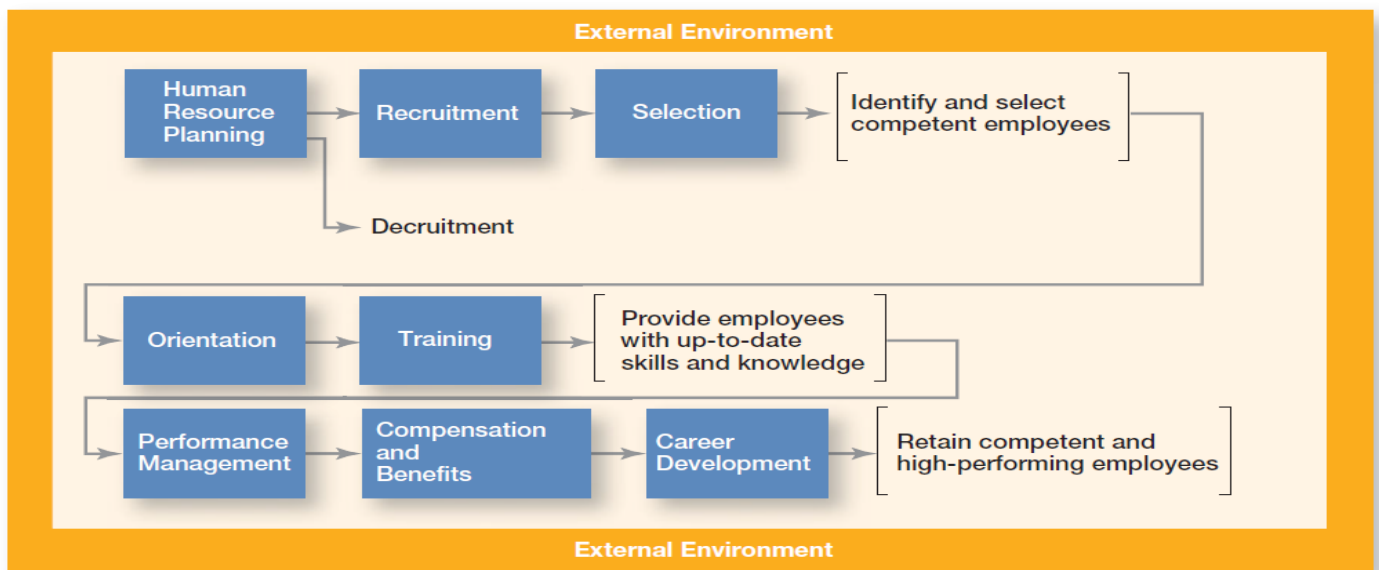 External Environment
Human
Resource
Planning
Recruitment
Selection
Identify and select
competent employees
Decruitment
Orientation
Training
Provide employees
with up-to-date
skills and knowledge
Performance
Management
Compensation
and
Benefits
Career
Development
Retain competent and
high-performing employees
External Environment